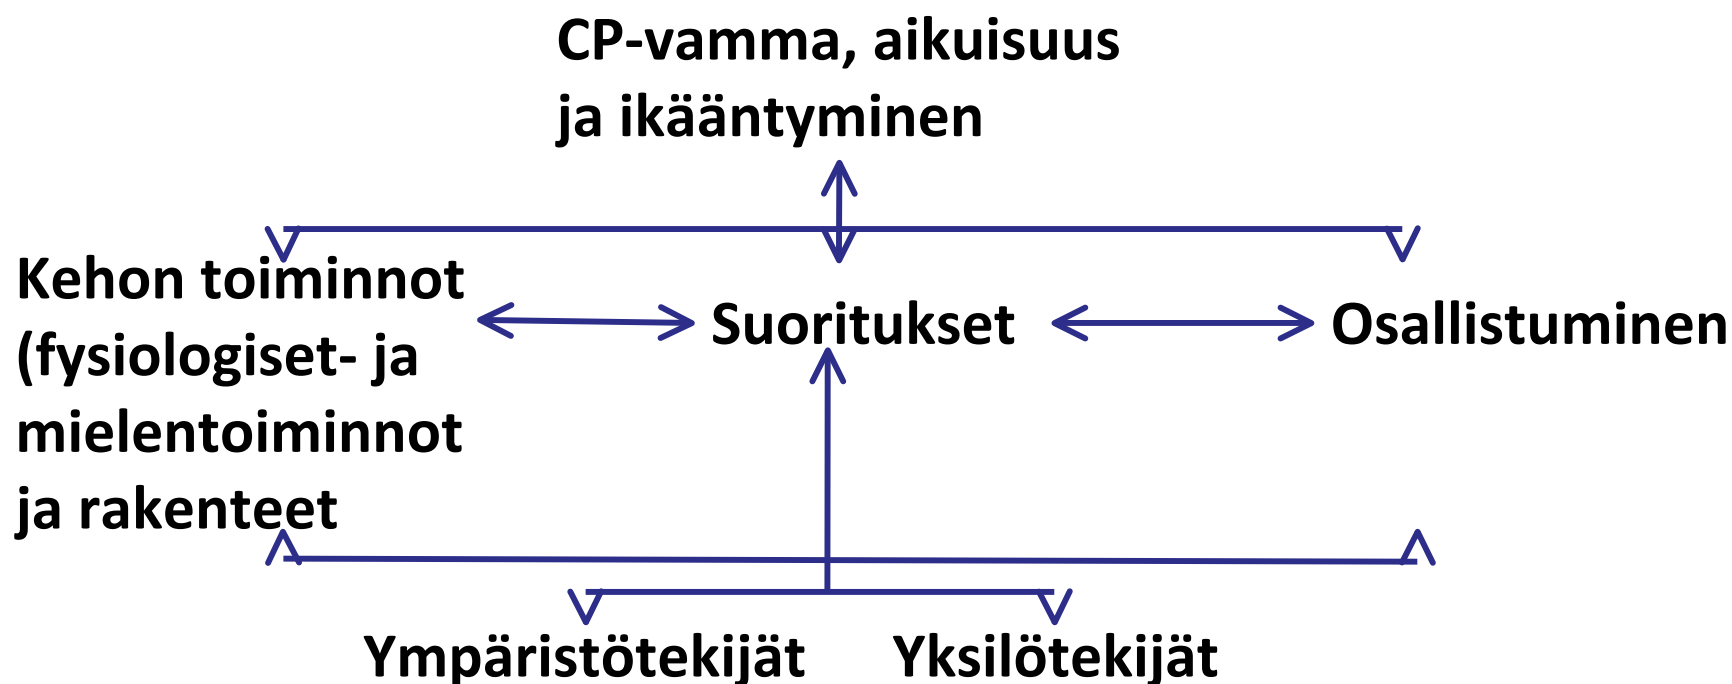 CP-vamma, aikuisuus
ja ikääntyminen
Kehon toiminnot
(fysiologiset- ja
mielentoiminnot
ja rakenteet
Suoritukset
Osallistuminen
Ympäristötekijät
Yksilötekijät